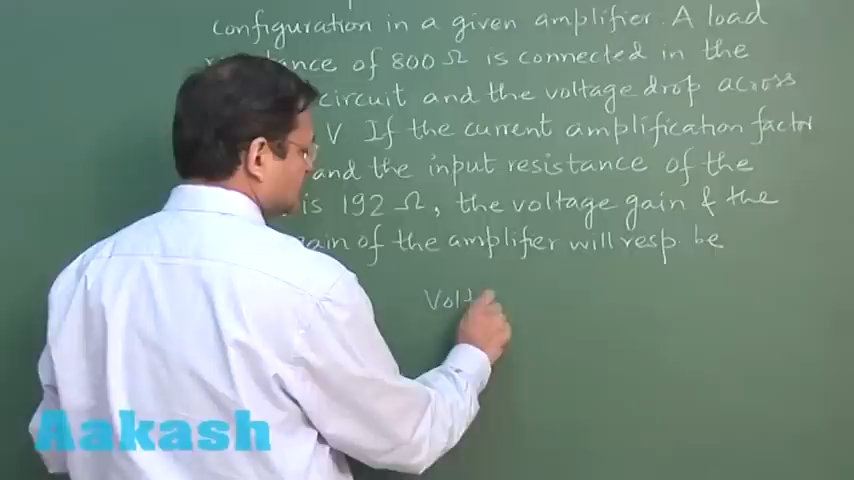 configuration in a given amplifier. A load
of 800 Ω is connected in the
circuit and the voltage drop across
V If the current amplification factor
and the input resistance of the
is 192 Ω, the voltage gain & the
of the amplifier will resp. be
Volt
Aakash